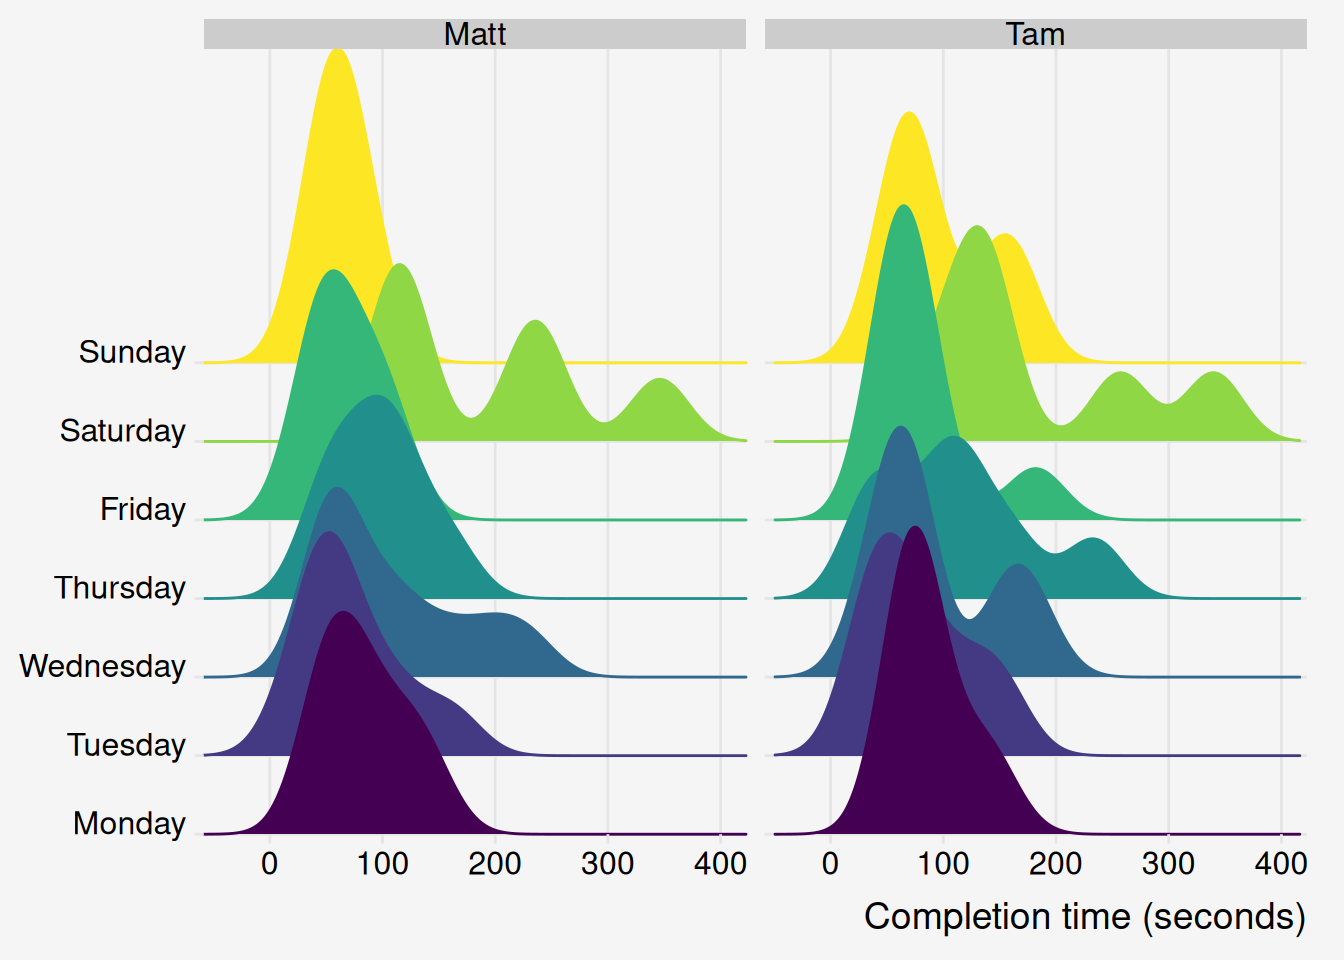 Matt Tam
Sunday
Saturday
Friday
Thursday
Wednesday
Tuesday
Monday
0 100 200 300 400 0 100 200 300 400
Completion time (seconds)